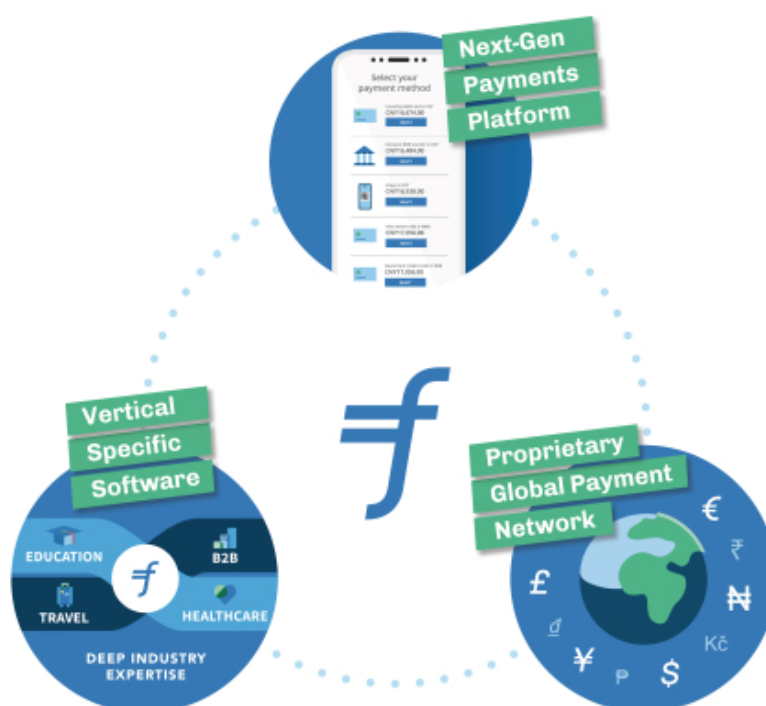 Next-Gen
Payments
Platform
Select your
payment method
Vertical
Specific
Software
EDUCATION
B2B
TRAVEL
HEALTHCARE
DEEP INDUSTRY
EXPERTISE
Proprietary
Global Payment
Network
€
₹
£
₦
₫
Kč
¥
₱
$